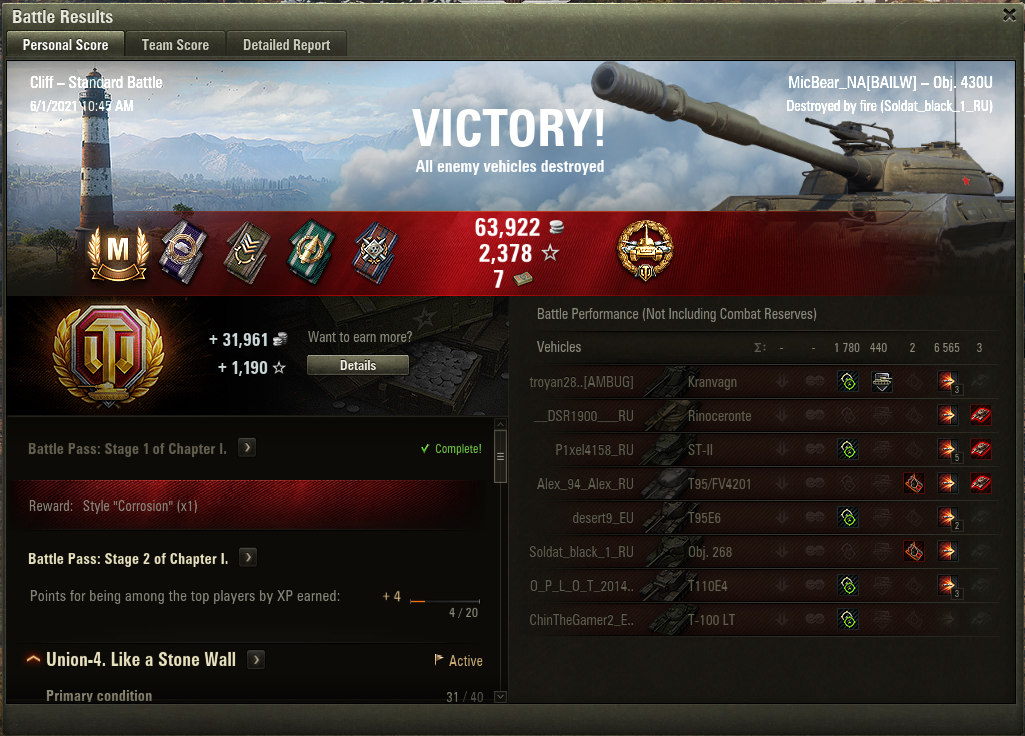 Battle Results
Personal Score Team Score Detailed Report
Cliff – Standard Battle
6/1/2021 10:45 AM
MicBear_NA[BAILW] – Obj. 430U
Destroyed by fire (Soldat_black_1_RU)
VICTORY!
All enemy vehicles destroyed
M
63,922
2,378
7
+ 31,961
+ 1,190
Want to earn more?
Details
Battle Pass: Stage 1 of Chapter I. Complete!
Reward: Style "Corrosion" (x1)
Battle Pass: Stage 2 of Chapter I.
Points for being among the top players by XP earned: + 4
4 / 20
Union-4. Like a Stone Wall Active
Primary condition 31 / 40
Battle Performance (Not Including Combat Reserves)
Vehicles Σ: - - 1 780 440 2 6 565 3
troyan28..[AMBUG] Kranvagn 3
__DSR1900___RU Rinoceronte
P1xel4158_RU ST-II 5
Alex_94_Alex_RU T95/FV4201
desert9_EU T95E6 2
Soldat_black_1_RU Obj. 268
O_P_L_O_T_2014.. T110E4 3
ChinTheGamer2_E.. T-100 LT